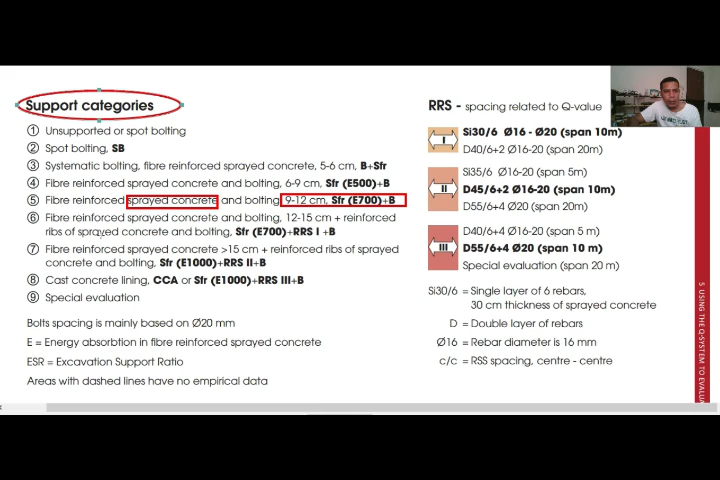 Support categories
① Unsupported or spot bolting
② Spot bolting, SB
③ Systematic bolting, fibre reinforced sprayed concrete, 5-6 cm, B+Sfr
④ Fibre reinforced sprayed concrete and bolting, 6-9 cm, Sfr (E500)+B
⑤ Fibre reinforced sprayed concrete and bolting, 9-12 cm, Sfr (E700)+B
⑥ Fibre reinforced sprayed concrete and bolting, 12-15 cm + reinforced
ribs of sprayed concrete and bolting, Sfr (E700)+RRS I +B
⑦ Fibre reinforced sprayed concrete >15 cm + reinforced ribs of sprayed
concrete and bolting, Sfr (E1000)+RRS II+B
⑧ Cast concrete lining, CCA or Sfr (E1000)+RRS III+B
⑨ Special evaluation
Bolts spacing is mainly based on Ø20 mm
E = Energy absorbtion in fibre reinforced sprayed concrete
ESR = Excavation Support Ratio
Areas with dashed lines have no empirical data
RRS - spacing related to Q-value
I
Si30/6 Ø16 - Ø20 (span 10m)
D40/6+2 Ø16-20 (span 20m)
II
Si35/6 Ø16-20 (span 5m)
D45/6+2 Ø16-20 (span 10m)
D55/6+4 Ø20 (span 20m)
III
D40/6+4 Ø16-20 (span 5 m)
D55/6+4 Ø20 (span 10 m)
Special evaluation (span 20 m)
Si30/6 = Single layer of 6 rebars,
30 cm thickness of sprayed concrete
D = Double layer of rebars
Ø16 = Rebar diameter is 16 mm
c/c = RSS spacing, centre - centre
5 USING THE Q-SYSTEM TO